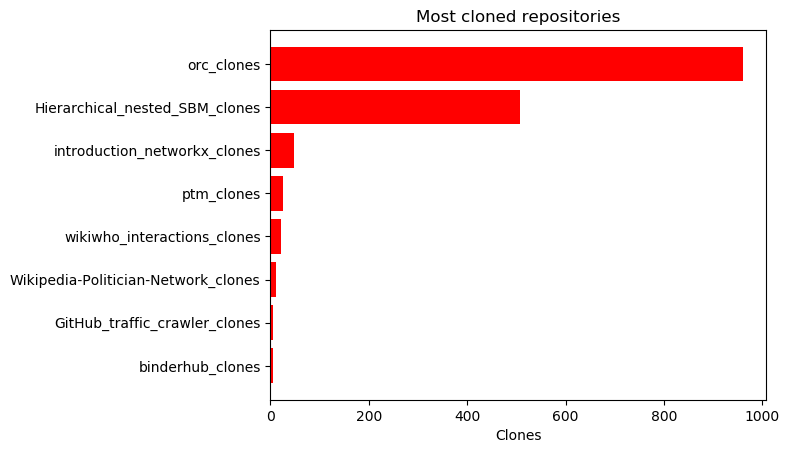 Most cloned repositories
orc_clones
Hierarchical_nested_SBM_clones
introduction_networkx_clones
ptm_clones
wikiwho_interactions_clones
Wikipedia-Politician-Network_clones
GitHub_traffic_crawler_clones
binderhub_clones
0 200 400 600 800 1000
Clones